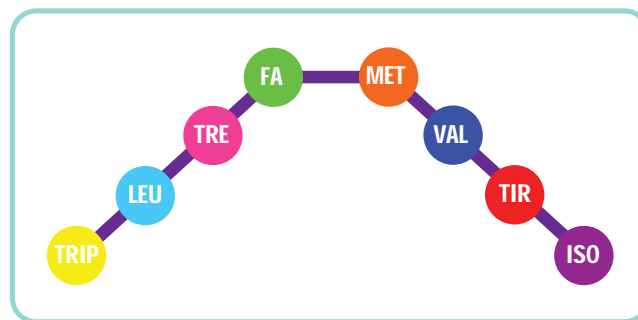 TRIP
LEU
TRE
FA
MET
VAL
TIR
ISO